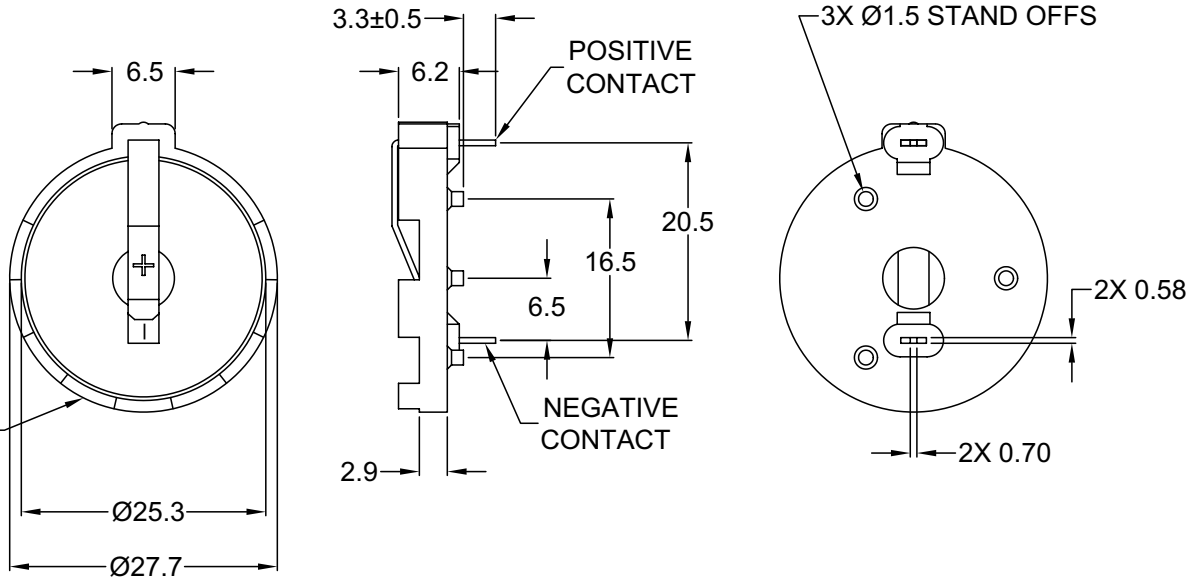 3.3±0.5
3X Ø1.5 STAND OFFS
POSITIVE
CONTACT
6.5
6.2
20.5
16.5
6.5
2X 0.58
+
–
NEGATIVE
CONTACT
2X 0.70
2.9
Ø25.3
Ø27.7